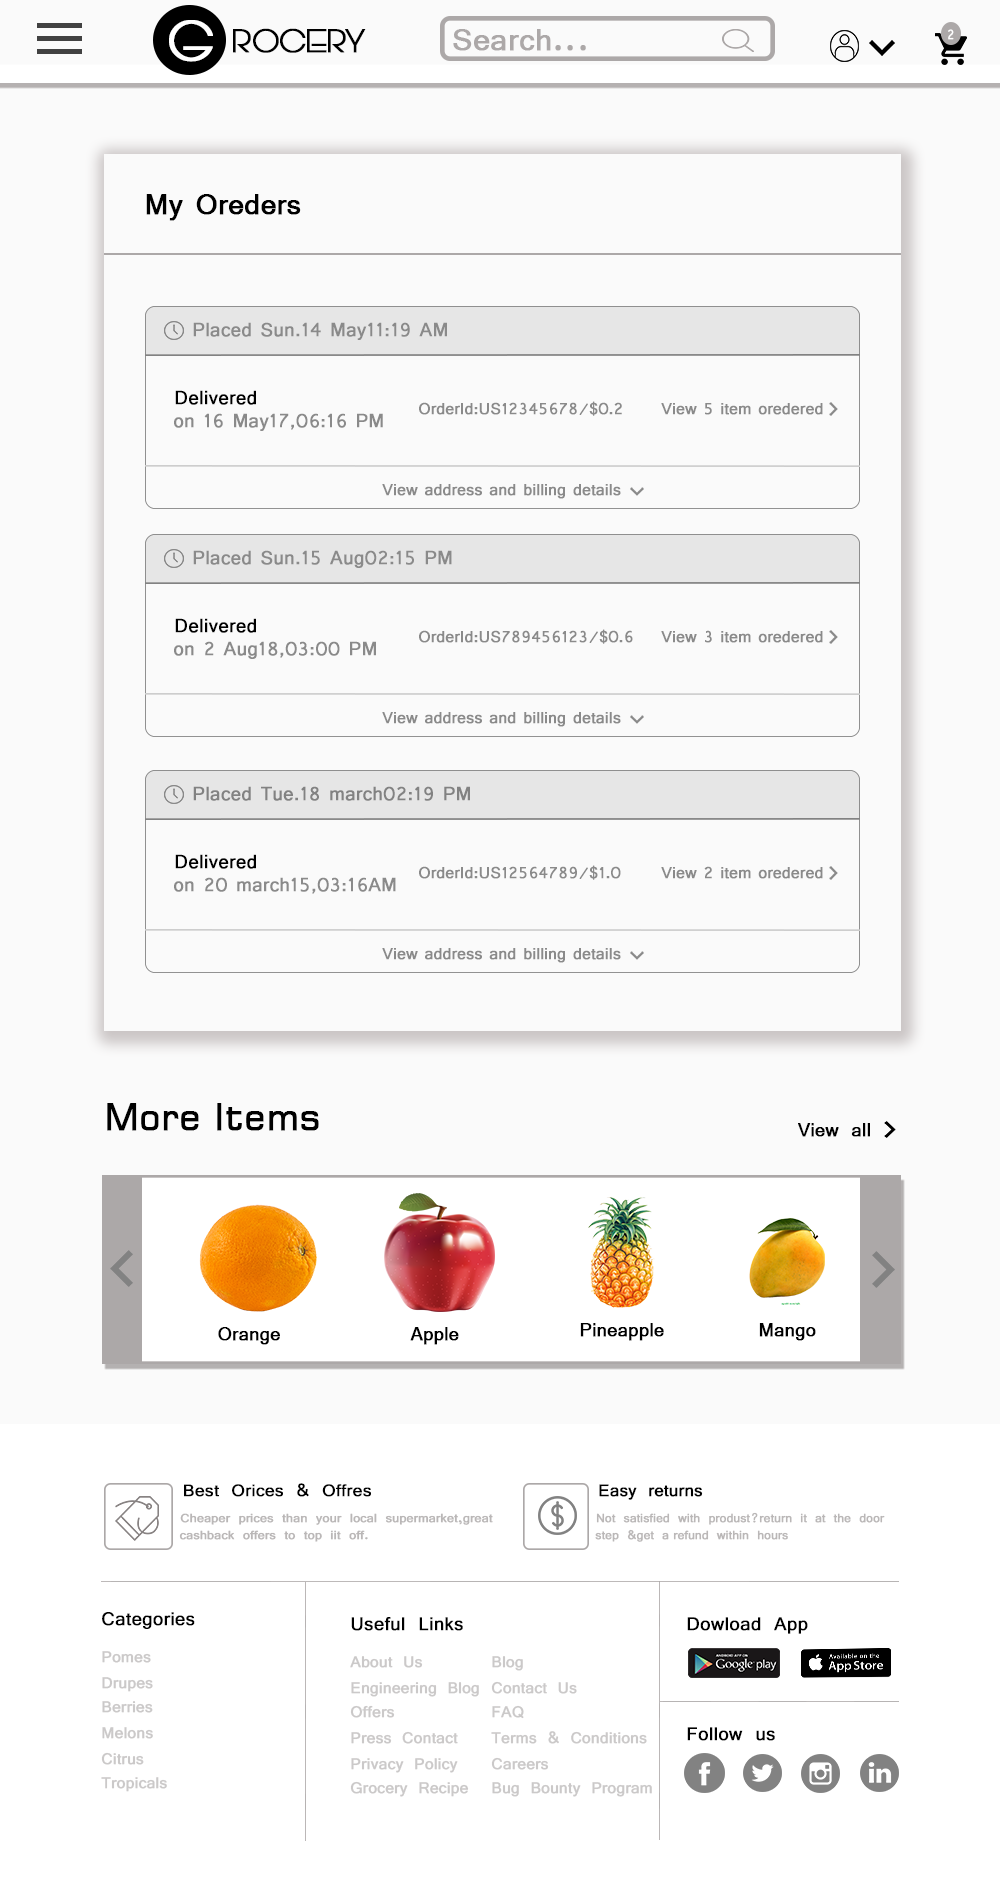 GROCERY
Search...
2
My Oreders
Placed Sun.14 May11:19 AM
Delivered
on 16 May17,06:16 PM
OrderId:US12345678/$0.2
View 5 item oredered
View address and billing details
Placed Sun.15 Aug02:15 PM
Delivered
on 2 Aug18,03:00 PM
OrderId:US789456123/$0.6
View 3 item oredered
View address and billing details
Placed Tue.18 march02:19 PM
Delivered
on 20 march15,03:16AM
OrderId:US12564789/$1.0
View 2 item oredered
View address and billing details
More Items
View all
Orange
Apple
Pineapple
Mango
Best Orices & Offres
Cheaper prices than your local supermarket,great
cashback offers to top iit off.
Easy returns
Not satisfied with produst?return it at the door
step &get a refund within hours
Categories
Pomes
Drupes
Berries
Melons
Citrus
Tropicals
Useful Links
About Us
Engineering Blog
Offers
Press Contact
Privacy Policy
Grocery Recipe
Blog
Contact Us
FAQ
Terms & Conditions
Careers
Bug Bounty Program
Dowload App
ANDROID APP ON
Google play
Available on the
App Store
Follow us